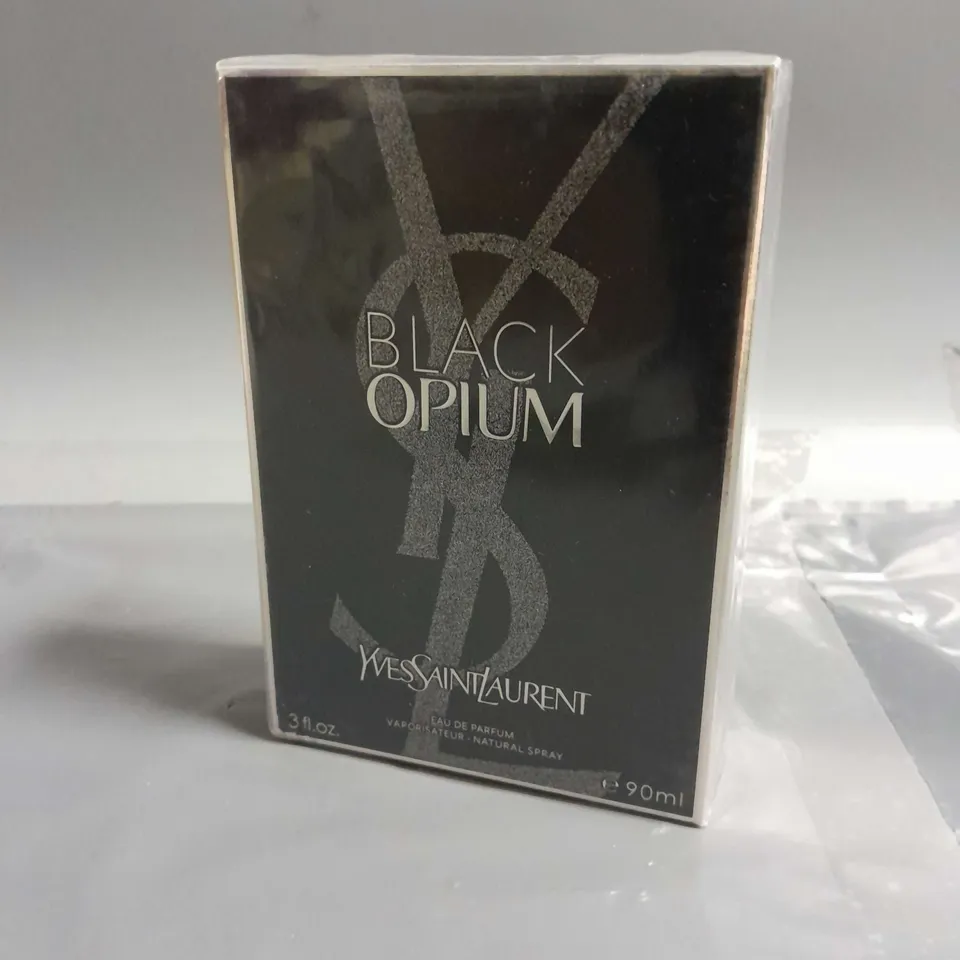 BLACK
OPIUM
YVESSAINTLAURENT
EAU DE PARFUM
VAPORISATEUR - NATURAL SPRAY
3 fl.oz.
e 90ml